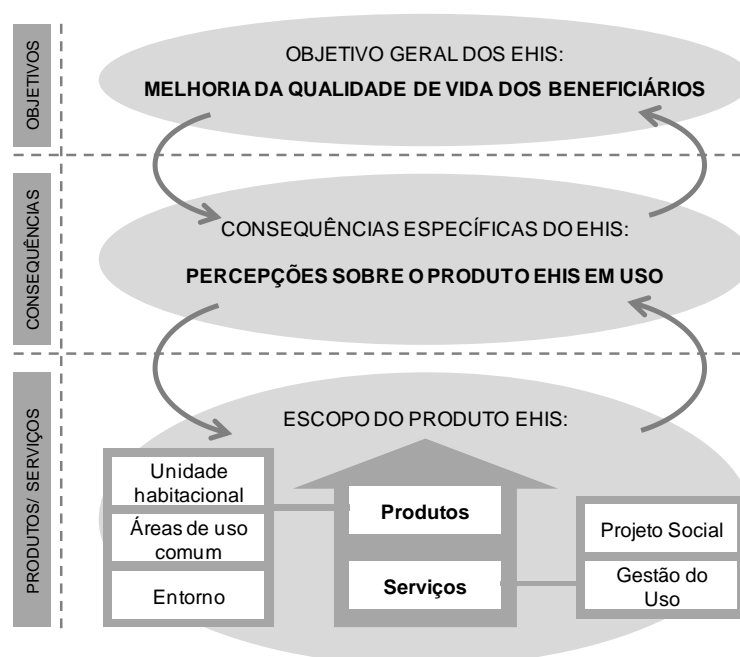 OBJETIVOS
OBJETIVO GERAL DOS EHIS:
MELHORIA DA QUALIDADE DE VIDA DOS BENEFICIÁRIOS
CONSEQUÊNCIAS
CONSEQUÊNCIAS ESPECÍFICAS DO EHIS:
PERCEPÇÕES SOBRE O PRODUTO EHIS EM USO
PRODUTOS/ SERVIÇOS
ESCOPO DO PRODUTO EHIS:
Unidade
habitacional
Áreas de uso
comum
Entorno
Produtos
Serviços
Projeto Social
Gestão do
Uso